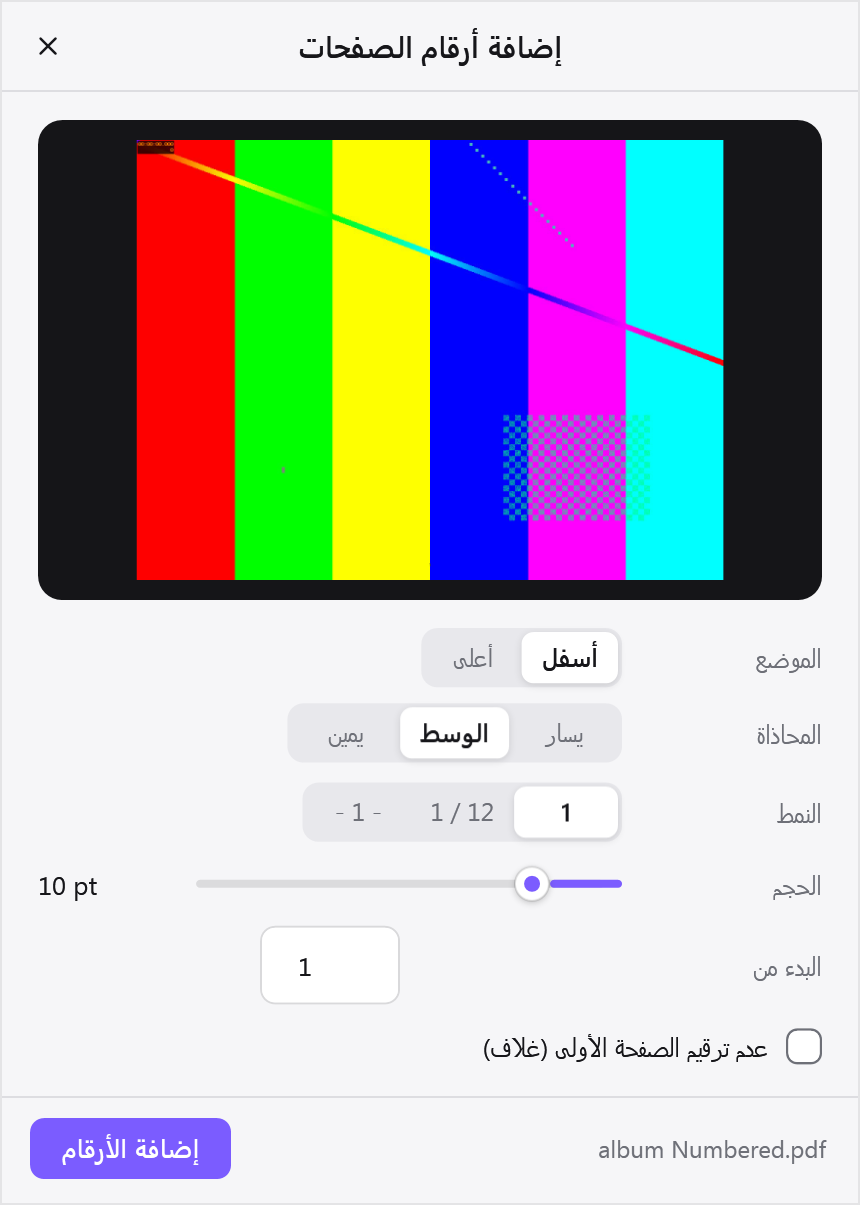 إضافة أرقام الصفحات
الموضع أسفل أعلى
المحاذاة يسار الوسط يمين
النمط 1 1 / 12 - 1 -
الحجم 10 pt
البدء من 1
عدم ترقيم الصفحة الأولى (غلاف)
album Numbered.pdf إضافة الأرقام